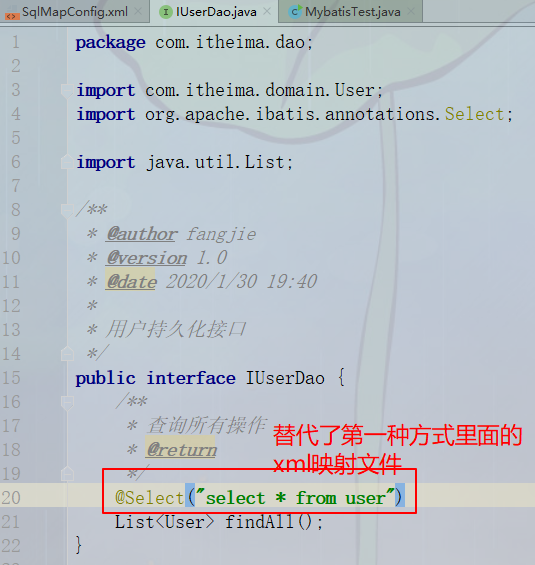 SqlMapConfig.xml IUserDao.java MybatisTest.java
1 package com.itheima.dao;
2
3 import com.itheima.domain.User;
4 import org.apache.ibatis.annotations.Select;
5
6 import java.util.List;
7
8 /**
9 * @author fangjie
10 * @version 1.0
11 * @date 2020/1/30 19:40
12 *
13 * 用户持久化接口
14 */
15 public interface IUserDao {
16 /**
17 * 查询所有操作
替代了第一种方式里面的
18 * @return
xml映射文件
19 */
20 @Select("select * from user")
21 List<User> findAll();
22 }